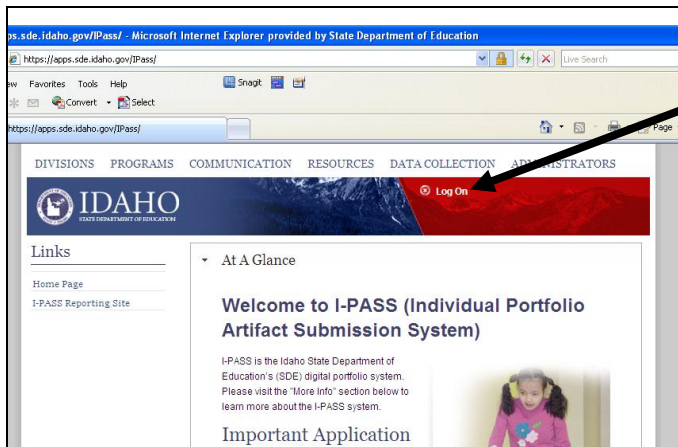 ps.sde.idaho.gov/IPass/ - Microsoft Internet Explorer provided by State Department of Education
https://apps.sde.idaho.gov/IPass/
Live Search
ew Favorites Tools Help
Snagit
Convert
Select
https://apps.sde.idaho.gov/IPass/
Page
DIVISIONS PROGRAMS COMMUNICATION RESOURCES DATA COLLECTION ADMINISTRATORS
IDAHO
STATE DEPARTMENT OF EDUCATION
Log On
Links
Home Page
I-PASS Reporting Site
At A Glance
Welcome to I-PASS (Individual Portfolio
Artifact Submission System)
I-PASS is the Idaho State Department of
Education's (SDE) digital portfolio system.
Please visit the "More Info" section below to
learn more about the I-PASS system.
Important Application